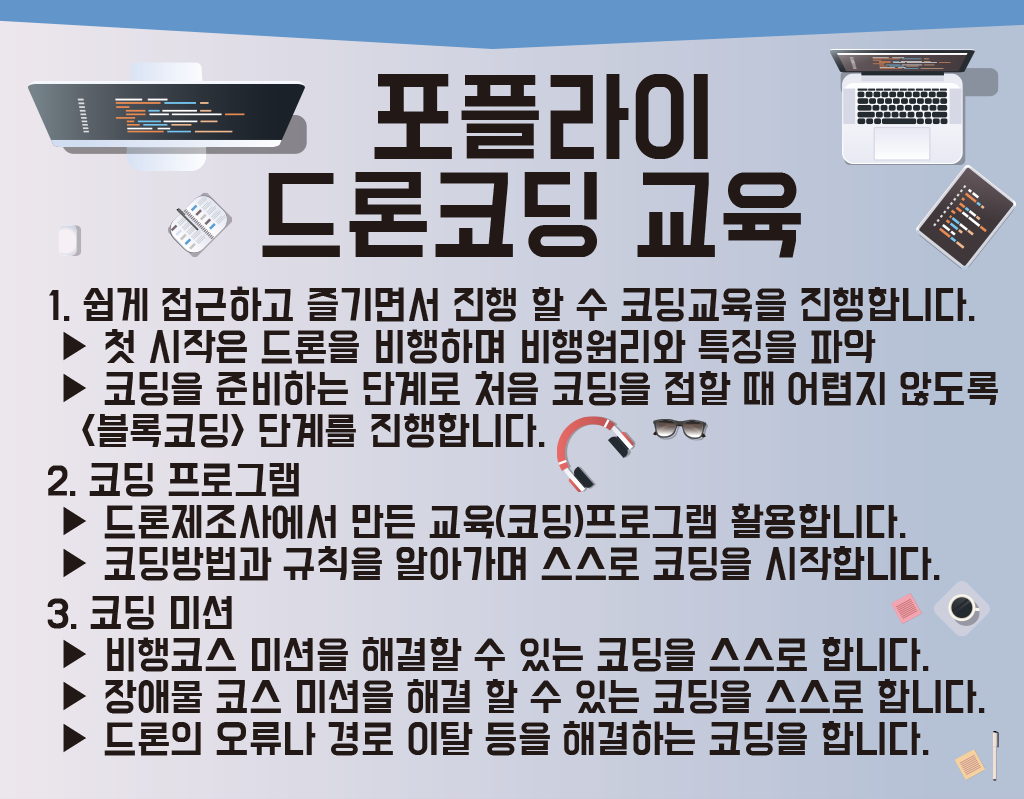 포플라이
드론코딩 교육
1. 쉽게 접근하고 즐기면서 진행 할 수 코딩교육을 진행합니다.
▶ 첫 시작은 드론을 비행하며 비행원리와 특징을 파악
▶ 코딩을 준비하는 단계로 처음 코딩을 접할 때 어렵지 않도록
<블록코딩> 단계를 진행합니다.
2. 코딩 프로그램
▶ 드론제조사에서 만든 교육(코딩)프로그램 활용합니다.
▶ 코딩방법과 규칙을 알아가며 스스로 코딩을 시작합니다.
3. 코딩 미션
▶ 비행코스 미션을 해결할 수 있는 코딩을 스스로 합니다.
▶ 장애물 코스 미션을 해결 할 수 있는 코딩을 스스로 합니다.
▶ 드론의 오류나 경로 이탈 등을 해결하는 코딩을 합니다.